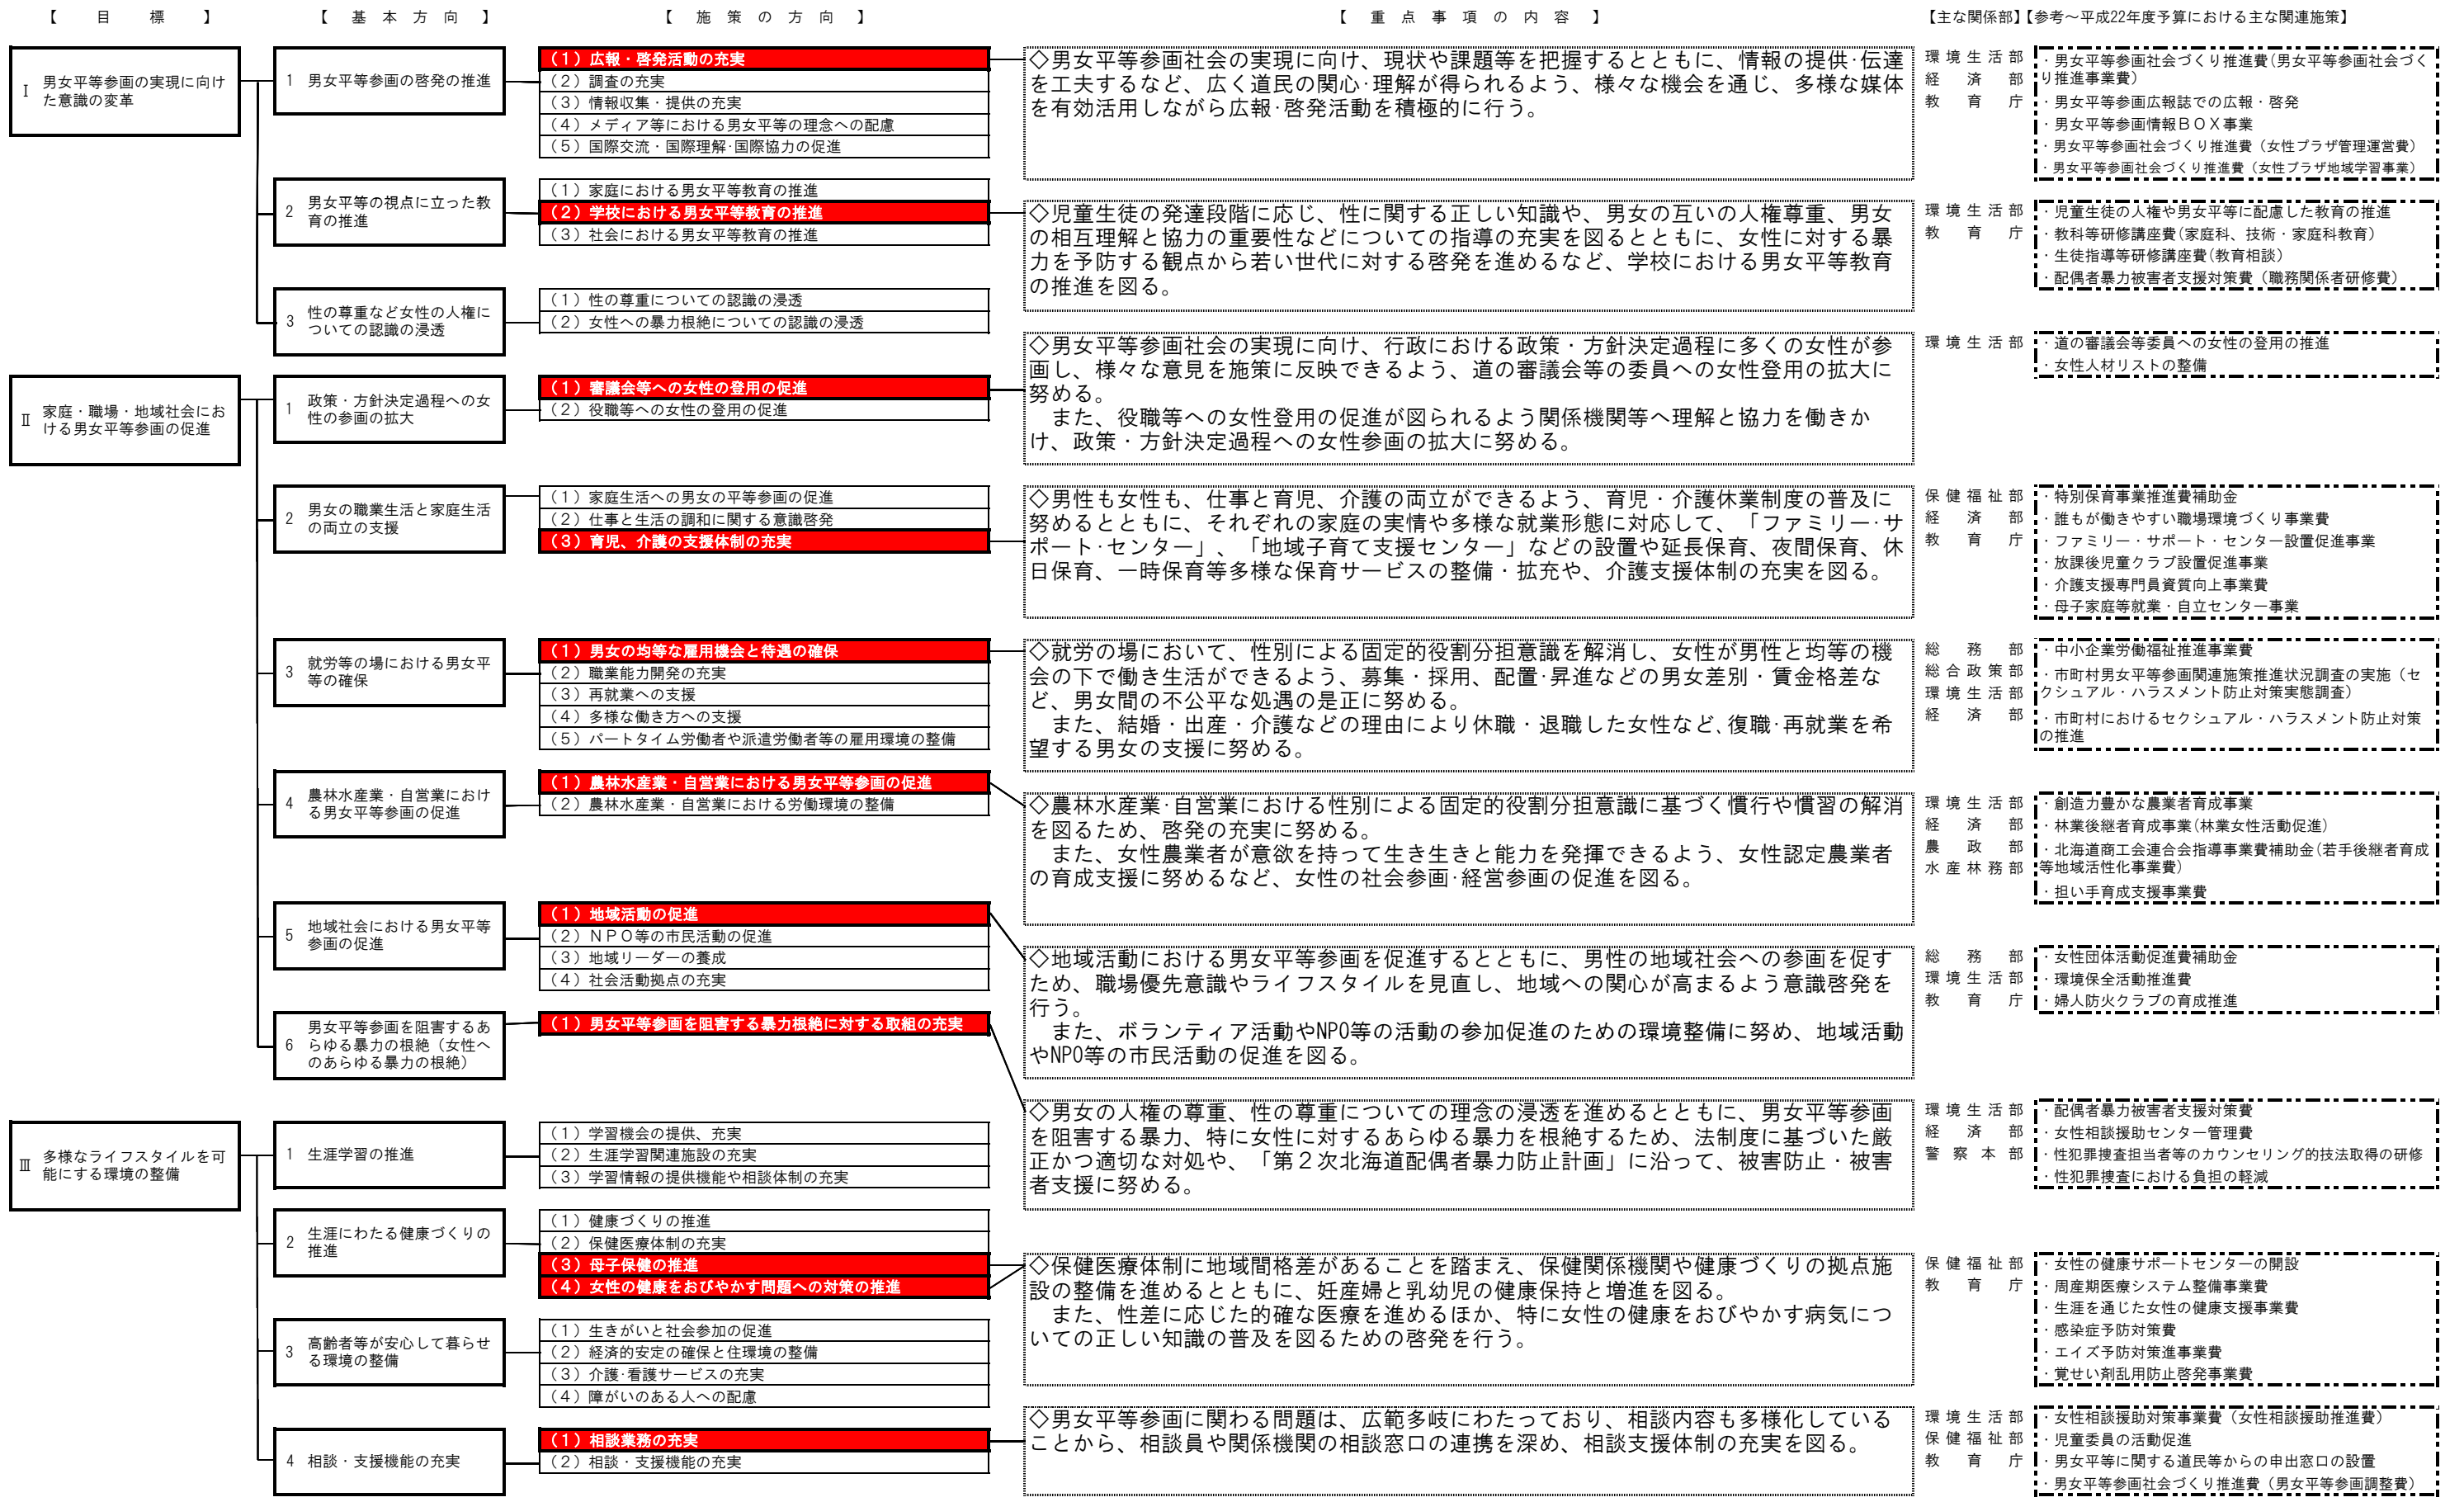 【　目　標　】
【　基　本　方　向　】
【　施　策　の　方　向　】
【　重　点　事　項　の　内　容　】
【主な関係部】【参考～平成22年度予算における主な関連施策】
Ⅰ
男女平等参画の実現に向け
た意識の変革
1
男女平等参画の啓発の推進
（１）広報・啓発活動の充実
（２）調査の充実
（３）情報収集・提供の充実
（４）メディア等における男女平等の理念への配慮
（５）国際交流・国際理解･国際協力の促進
◇男女平等参画社会の実現に向け、現状や課題等を把握するとともに、情報の提供･伝達
を工夫するなど、広く道民の関心･理解が得られるよう、様々な機会を通じ、多様な媒体
を有効活用しながら広報･啓発活動を積極的に行う。
環境生活部
経済部
教育庁
・男女平等参画社会づくり推進費(男女平等参画社会づく
り推進事業費)
・男女平等参画広報誌での広報・啓発
・男女平等参画情報ＢＯＸ事業
・男女平等参画社会づくり推進費（女性プラザ管理運営費）
・男女平等参画社会づくり推進費（女性プラザ地域学習事業）
2
男女平等の視点に立った教
育の推進
（１）家庭における男女平等教育の推進
（２）学校における男女平等教育の推進
（３）社会における男女平等教育の推進
◇児童生徒の発達段階に応じ、性に関する正しい知識や、男女の互いの人権尊重、男女
の相互理解と協力の重要性などについての指導の充実を図るとともに、女性に対する暴
力を予防する観点から若い世代に対する啓発を進めるなど、学校における男女平等教育
の推進を図る。
環境生活部
教育庁
・児童生徒の人権や男女平等に配慮した教育の推進
・教科等研修講座費(家庭科、技術・家庭科教育)
・生徒指導等研修講座費(教育相談)
・配偶者暴力被害者支援対策費（職務関係者研修費）
3
性の尊重など女性の人権に
ついての認識の浸透
（１）性の尊重についての認識の浸透
（２）女性への暴力根絶についての認識の浸透
Ⅱ
家庭・職場・地域社会にお
ける男女平等参画の促進
1
政策・方針決定過程への女
性の参画の拡大
（１）審議会等への女性の登用の促進
（２）役職等への女性の登用の促進
◇男女平等参画社会の実現に向け、行政における政策・方針決定過程に多くの女性が参
画し、様々な意見を施策に反映できるよう、道の審議会等の委員への女性登用の拡大に
努める。
　また、役職等への女性登用の促進が図られるよう関係機関等へ理解と協力を働きか
け、政策・方針決定過程への女性参画の拡大に努める。
環境生活部
・道の審議会等委員への女性の登用の推進
・女性人材リストの整備
2
男女の職業生活と家庭生活
の両立の支援
（１）家庭生活への男女の平等参画の促進
（２）仕事と生活の調和に関する意識啓発
（３）育児、介護の支援体制の充実
◇男性も女性も、仕事と育児、介護の両立ができるよう、育児・介護休業制度の普及に
努めるとともに、それぞれの家庭の実情や多様な就業形態に対応して、「ファミリー･サ
ポート･センター」、「地域子育て支援センター」などの設置や延長保育、夜間保育、休
日保育、一時保育等多様な保育サービスの整備・拡充や、介護支援体制の充実を図る。
保健福祉部
経済部
教育庁
・特別保育事業推進費補助金
・誰もが働きやすい職場環境づくり事業費
・ファミリー・サポート・センター設置促進事業
・放課後児童クラブ設置促進事業
・介護支援専門員資質向上事業費
・母子家庭等就業・自立センター事業
3
就労等の場における男女平
等の確保
（１）男女の均等な雇用機会と待遇の確保
（２）職業能力開発の充実
（３）再就業への支援
（４）多様な働き方への支援
（５）パートタイム労働者や派遣労働者等の雇用環境の整備
◇就労の場において、性別による固定的役割分担意識を解消し、女性が男性と均等の機
会の下で働き生活ができるよう、募集・採用、配置･昇進などの男女差別・賃金格差な
ど、男女間の不公平な処遇の是正に努める。
　また、結婚・出産・介護などの理由により休職・退職した女性など､復職･再就業を希
望する男女の支援に努める。
総務部
総合政策部
環境生活部
経済部
・中小企業労働福祉推進事業費
・市町村男女平等参画関連施策推進状況調査の実施（セ
クシュアル・ハラスメント防止対策実態調査）
・市町村におけるセクシュアル・ハラスメント防止対策
の推進
4
農林水産業・自営業におけ
る男女平等参画の促進
（１）農林水産業・自営業における男女平等参画の促進
（２）農林水産業・自営業における労働環境の整備
◇農林水産業･自営業における性別による固定的役割分担意識に基づく慣行や慣習の解消
を図るため、啓発の充実に努める。
　また、女性農業者が意欲を持って生き生きと能力を発揮できるよう、女性認定農業者
の育成支援に努めるなど、女性の社会参画･経営参画の促進を図る。
環境生活部
経済部
農政部
水産林務部
・創造力豊かな農業者育成事業
・林業後継者育成事業(林業女性活動促進)
・北海道商工会連合会指導事業費補助金(若手後継者育成
等地域活性化事業費)
・担い手育成支援事業費
5
地域社会における男女平等
参画の促進
（１）地域活動の促進
（２）ＮＰＯ等の市民活動の促進
（３）地域リーダーの養成
（４）社会活動拠点の充実
◇地域活動における男女平等参画を促進するとともに、男性の地域社会への参画を促す
ため、職場優先意識やライフスタイルを見直し、地域への関心が高まるよう意識啓発を
行う。
　また、ボランティア活動やNPO等の活動の参加促進のための環境整備に努め、地域活動
やNPO等の市民活動の促進を図る。
総務部
環境生活部
教育庁
・女性団体活動促進費補助金
・環境保全活動推進費
・婦人防火クラブの育成推進
6
男女平等参画を阻害するあ
らゆる暴力の根絶（女性へ
のあらゆる暴力の根絶）
（１）男女平等参画を阻害する暴力根絶に対する取組の充実
◇男女の人権の尊重、性の尊重についての理念の浸透を進めるとともに、男女平等参画
を阻害する暴力、特に女性に対するあらゆる暴力を根絶するため、法制度に基づいた厳
正かつ適切な対処や、「第２次北海道配偶者暴力防止計画」に沿って、被害防止・被害
者支援に努める。
環境生活部
経済部
警察本部
・配偶者暴力被害者支援対策費
・女性相談援助センター管理費
・性犯罪捜査担当者等のカウンセリング的技法取得の研修
・性犯罪捜査における負担の軽減
Ⅲ
多様なライフスタイルを可
能にする環境の整備
1
生涯学習の推進
（１）学習機会の提供、充実
（２）生涯学習関連施設の充実
（３）学習情報の提供機能や相談体制の充実
2
生涯にわたる健康づくりの
推進
（１）健康づくりの推進
（２）保健医療体制の充実
（３）母子保健の推進
（４）女性の健康をおびやかす問題への対策の推進
◇保健医療体制に地域間格差があることを踏まえ、保健関係機関や健康づくりの拠点施
設の整備を進めるとともに、妊産婦と乳幼児の健康保持と増進を図る。
　また、性差に応じた的確な医療を進めるほか、特に女性の健康をおびやかす病気につ
いての正しい知識の普及を図るための啓発を行う。
保健福祉部
教育庁
・女性の健康サポートセンターの開設
・周産期医療システム整備事業費
・生涯を通じた女性の健康支援事業費
・感染症予防対策費
・エイズ予防対策進事業費
・覚せい剤乱用防止啓発事業費
3
高齢者等が安心して暮らせ
る環境の整備
（１）生きがいと社会参加の促進
（２）経済的安定の確保と住環境の整備
（３）介護･看護サービスの充実
（４）障がいのある人への配慮
4
相談・支援機能の充実
（１）相談業務の充実
（２）相談・支援機能の充実
◇男女平等参画に関わる問題は、広範多岐にわたっており、相談内容も多様化している
ことから、相談員や関係機関の相談窓口の連携を深め、相談支援体制の充実を図る。
環境生活部
保健福祉部
教育庁
・女性相談援助対策事業費（女性相談援助推進費）
・児童委員の活動促進
・男女平等に関する道民等からの申出窓口の設置
・男女平等参画社会づくり推進費（男女平等参画調整費）